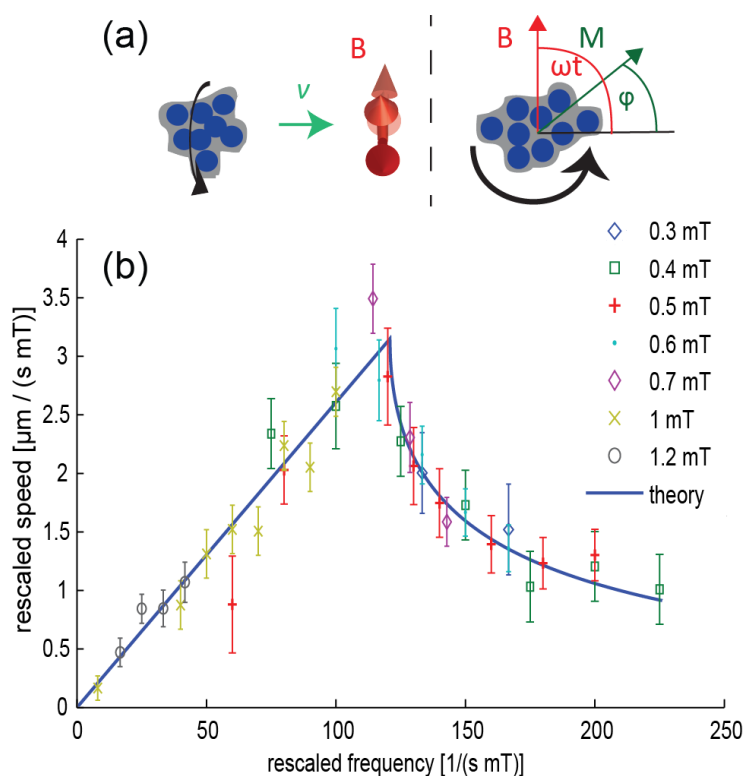 (a)
ν
B
B
M
ωt
φ
(b)
rescaled speed [µm / (s mT)]
4
3.5
3
2.5
2
1.5
1
0.5
0
0 50 100 150 200 250
rescaled frequency [1/(s mT)]
0.3 mT
0.4 mT
0.5 mT
0.6 mT
0.7 mT
1 mT
1.2 mT
theory